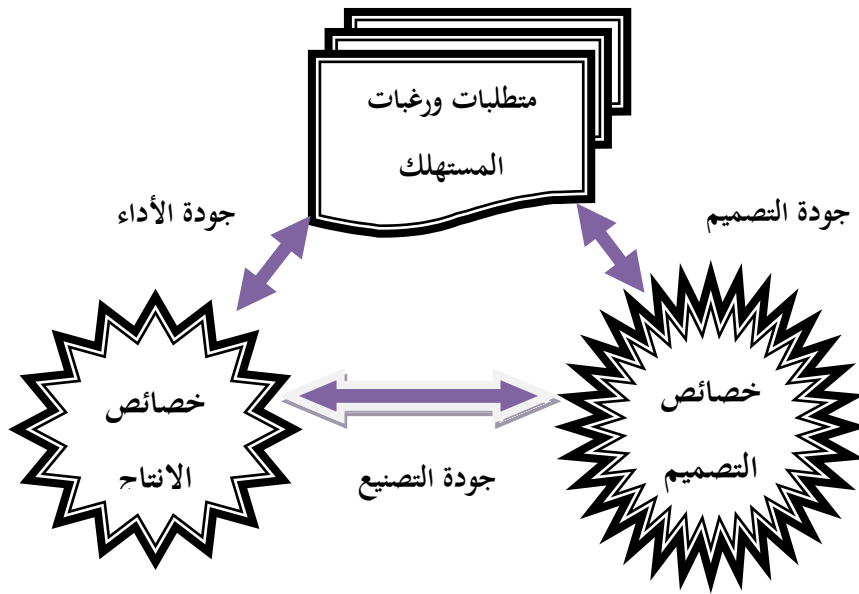 متطلبات ورغبات
المستهلك
جودة التصميم
جودة الأداء
خصائص
التصميم
جودة التصنيع
خصائص
الانتاج